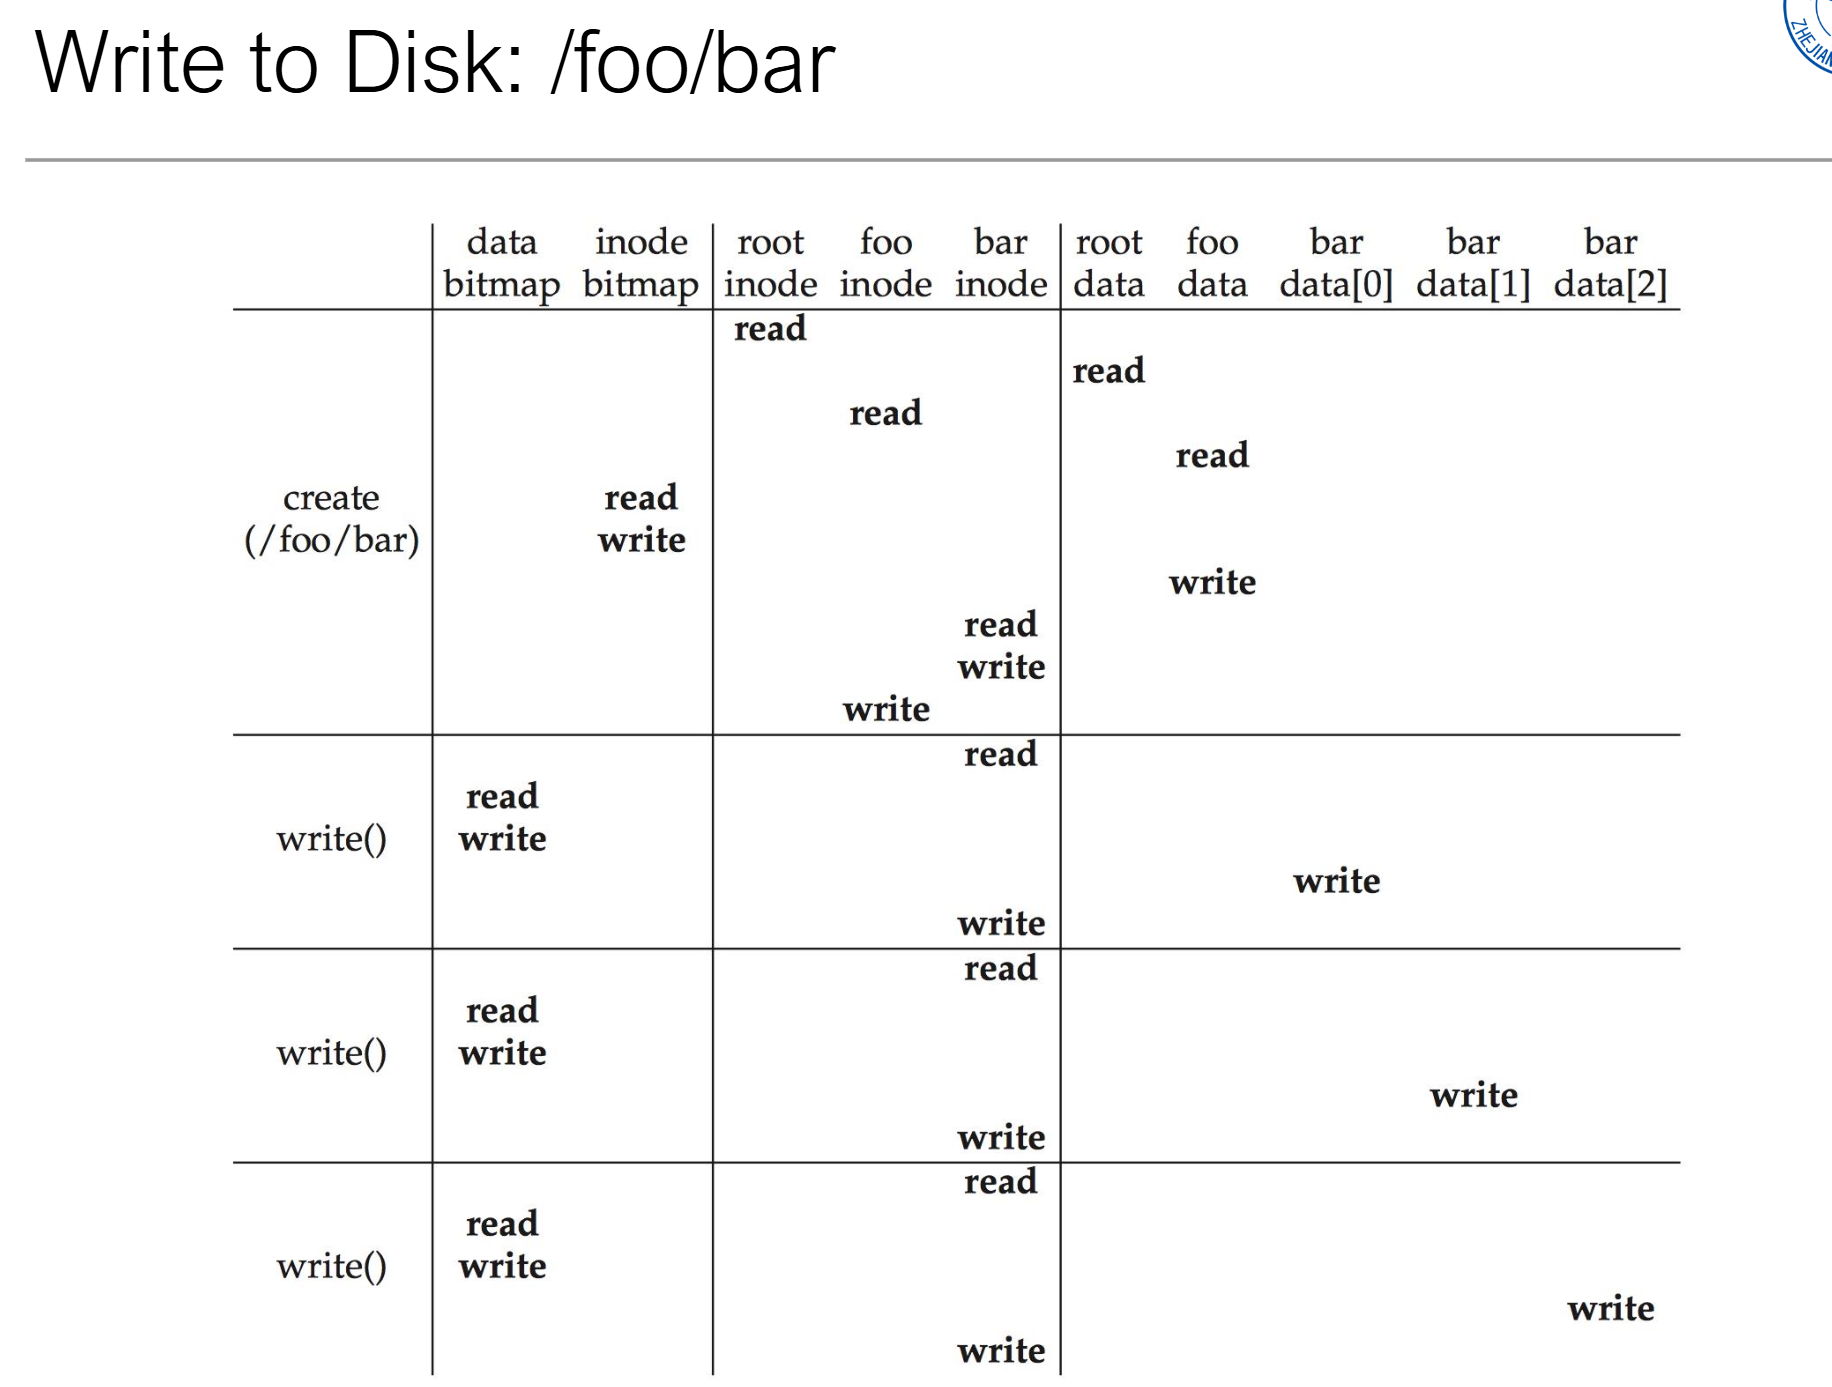 Write to Disk: /foo/bar
ZHEJIAN
data inode root foo bar root foo bar bar bar
bitmap bitmap inode inode inode data data data[0] data[1] data[2]
read
read
read
read
create read
(/foo/bar) write
write
read
write
write
read
read
write() write
write
write
read
read
write() write
write
write
read
read
write() write
write
write